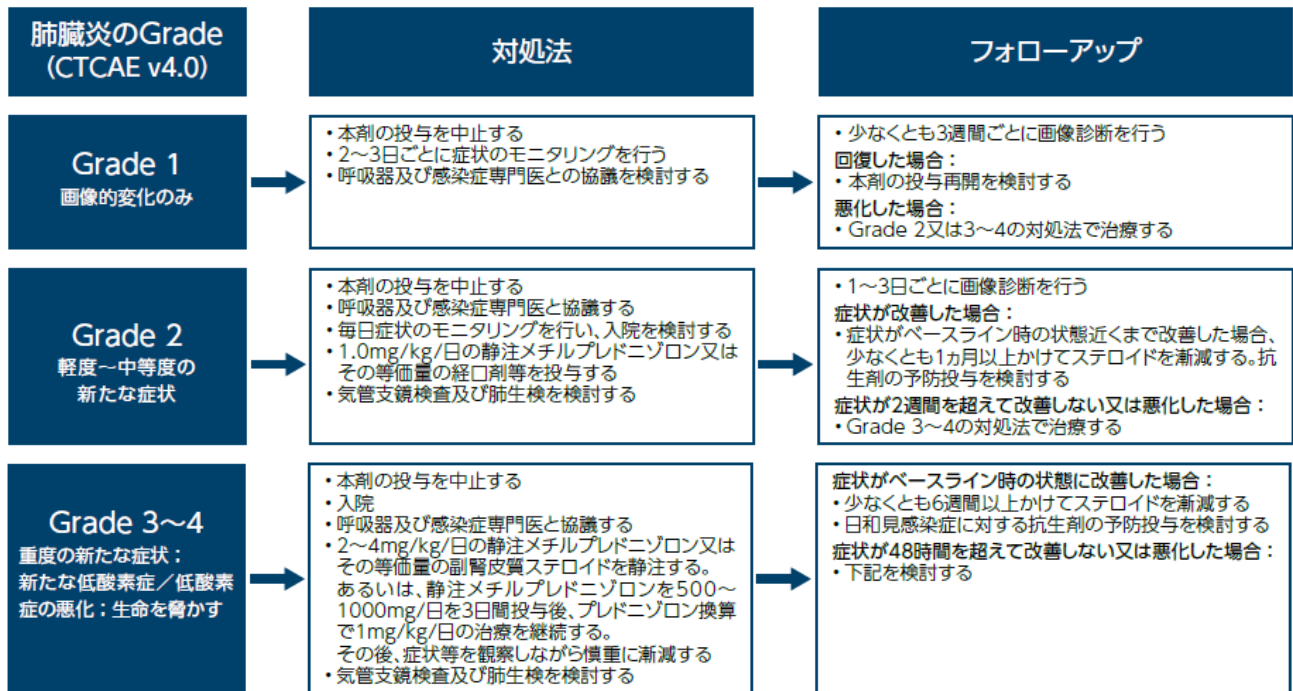 肺臓炎のGrade
(CTCAE v4.0)
対処法
フォローアップ
Grade 1
画像的変化のみ
・本剤の投与を中止する
・2～3日ごとに症状のモニタリングを行う
・呼吸器及び感染症専門医との協議を検討する
・少なくとも3週間ごとに画像診断を行う
回復した場合：
・本剤の投与再開を検討する
悪化した場合：
・Grade 2又は3～4の対処法で治療する
Grade 2
軽度～中等度の
新たな症状
・本剤の投与を中止する
・呼吸器及び感染症専門医と協議する
・毎日症状のモニタリングを行い、入院を検討する
・1.0mg/kg/日の静注メチルプレドニゾロン又は
その等価量の経口剤等を投与する
・気管支鏡検査及び肺生検を検討する
・1～3日ごとに画像診断を行う
症状が改善した場合：
・症状がベースライン時の状態近くまで改善した場合、
少なくとも1ヵ月以上かけてステロイドを漸減する。抗
生剤の予防投与を検討する
症状が2週間を超えて改善しない又は悪化した場合：
・Grade 3～4の対処法で治療する
Grade 3～4
重度の新たな症状：
新たな低酸素症／低酸素
症の悪化：生命を脅かす
・本剤の投与を中止する
・入院
・呼吸器及び感染症専門医と協議する
・2～4mg/kg/日の静注メチルプレドニゾロン又は
その等価量の副腎皮質ステロイドを静注する。
あるいは、静注メチルプレドニゾロンを500～
1000mg/日を3日間投与後、プレドニゾロン換算
で1mg/kg/日の治療を継続する。
その後、症状等を観察しながら慎重に漸減する
・気管支鏡検査及び肺生検を検討する
症状がベースライン時の状態に改善した場合：
・少なくとも6週間以上かけてステロイドを漸減する
・日和見感染症に対する抗生剤の予防投与を検討する
症状が48時間を超えて改善しない又は悪化した場合：
・下記を検討する